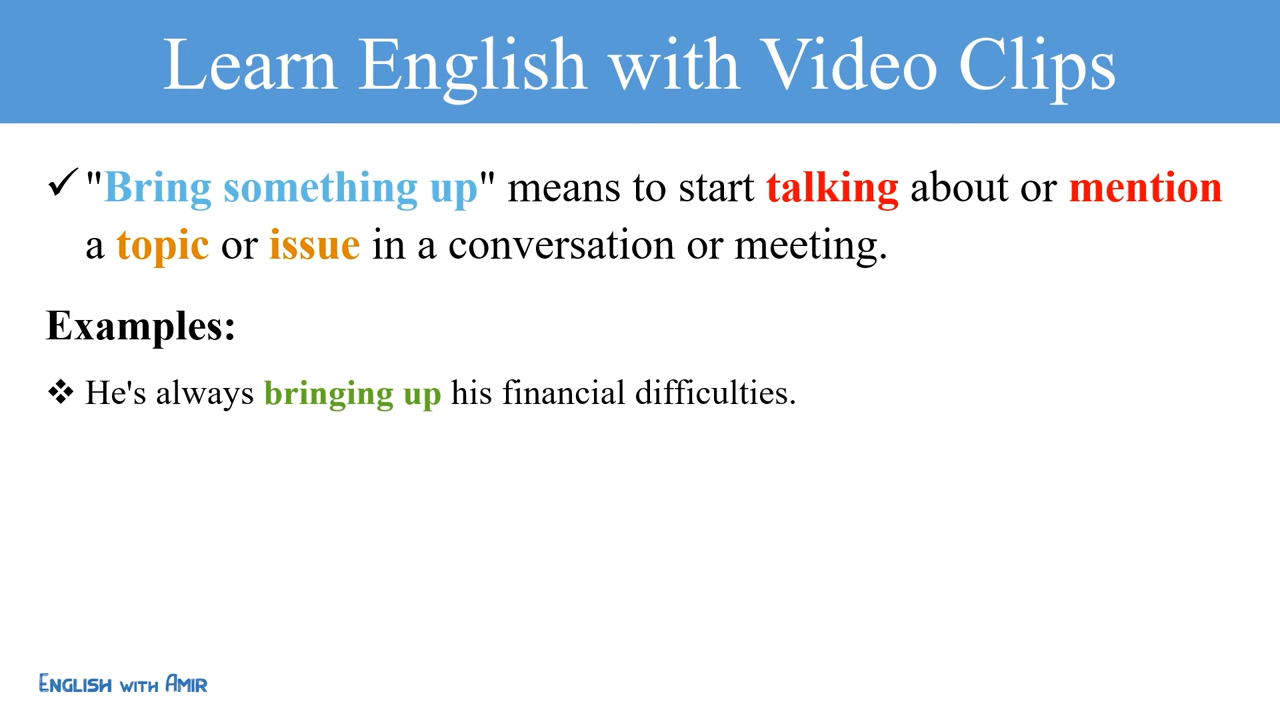 Learn English with Video Clips
✓ "Bring something up" means to start talking about or mention
a topic or issue in a conversation or meeting.
Examples:
❖ He's always bringing up his financial difficulties.
English with Amir